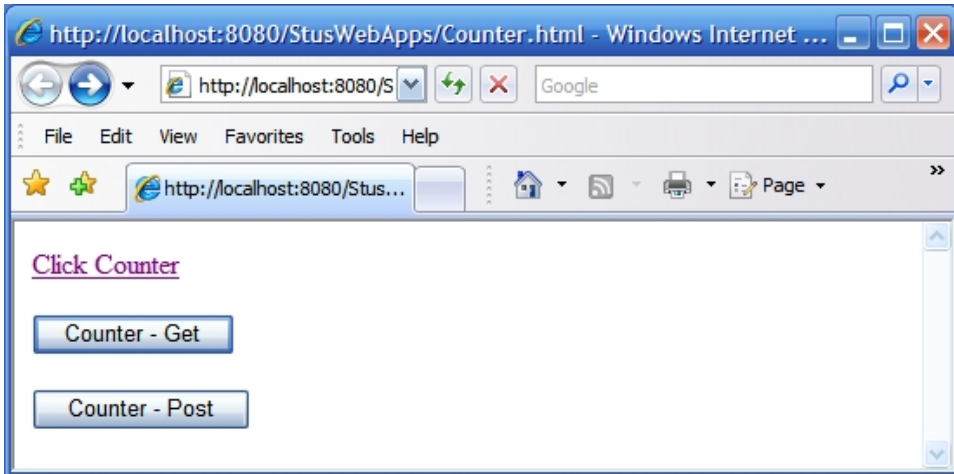 http://localhost:8080/StusWebApps/Counter.html - Windows Internet ...
http://localhost:8080/S
Google
File Edit View Favorites Tools Help
http://localhost:8080/Stus...
Page
»
Click Counter
Counter - Get
Counter - Post